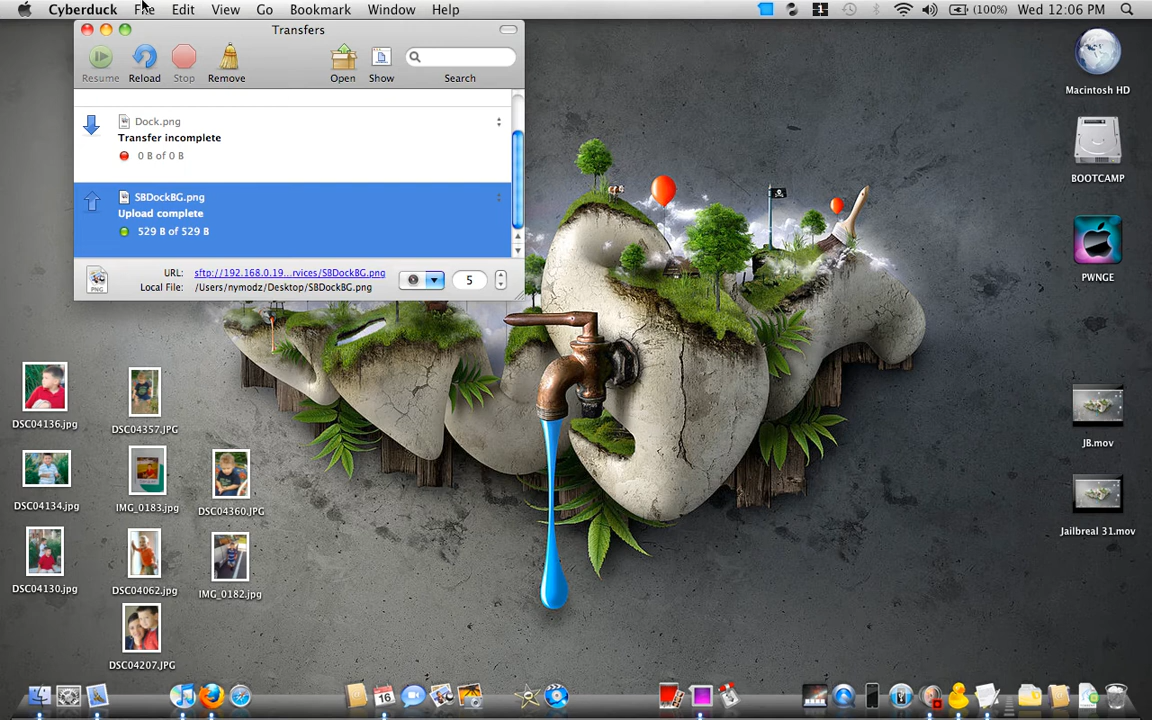 Cyberduck File Edit View Go Bookmark Window Help 1 (100%) Wed 12:06 PM
Transfers
Resume Reload Stop Remove Open Show Search
Dock.png
Transfer incomplete
0 B of 0 B
SBDockBG.png
Upload complete
529 B of 529 B
URL: sftp://192.168.0.19...rvices/SBDockBG.png
Local File: /Users/nymodz/Desktop/SBDockBG.png
5
PNG
Macintosh HD
BOOTCAMP
PWNGE
JB.mov
Jailbreal 31.mov
DSC04136.jpg
DSC04357.JPG
DSC04134.jpg
IMG_0183.jpg
DSC04360.JPG
DSC04130.jpg
DSC04062.jpg
IMG_0182.jpg
DSC04207.JPG
16